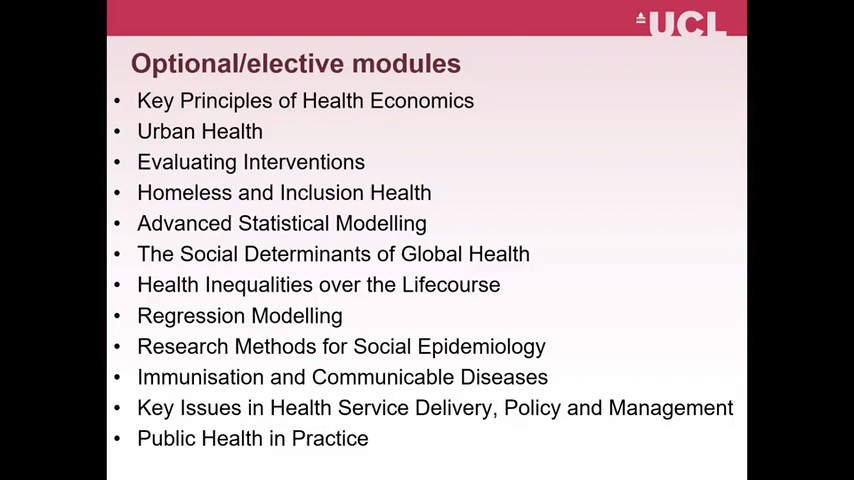 UCL
Optional/elective modules
• Key Principles of Health Economics
• Urban Health
• Evaluating Interventions
• Homeless and Inclusion Health
• Advanced Statistical Modelling
• The Social Determinants of Global Health
• Health Inequalities over the Lifecourse
• Regression Modelling
• Research Methods for Social Epidemiology
• Immunisation and Communicable Diseases
• Key Issues in Health Service Delivery, Policy and Management
• Public Health in Practice